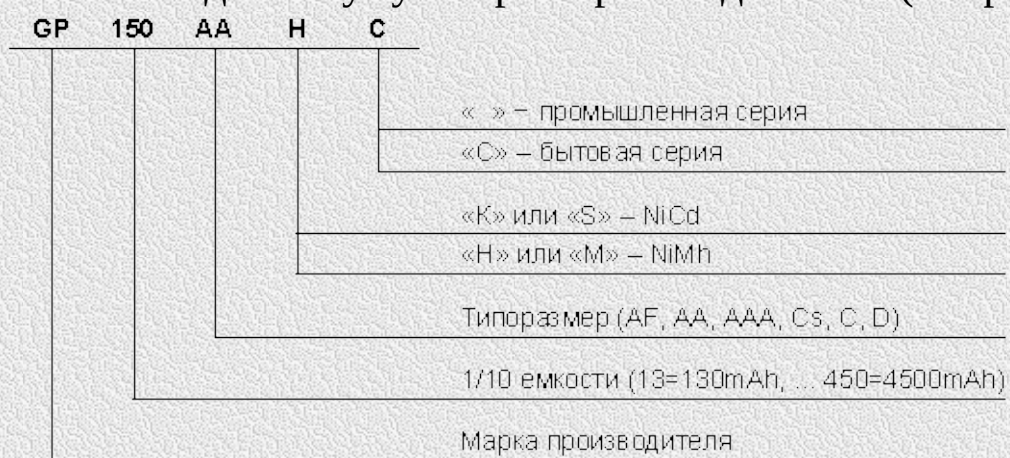 GP 150 AA H C
« » – промышленная серия
«С» – бытовая серия
«К» или «S» – NiCd
«Н» или «М» – NiMh
Типоразмер (AF, AA, AAA, Cs, C, D)
1/10 емкости (13=130mAh, ... 450=4500mAh)
Марка производителя